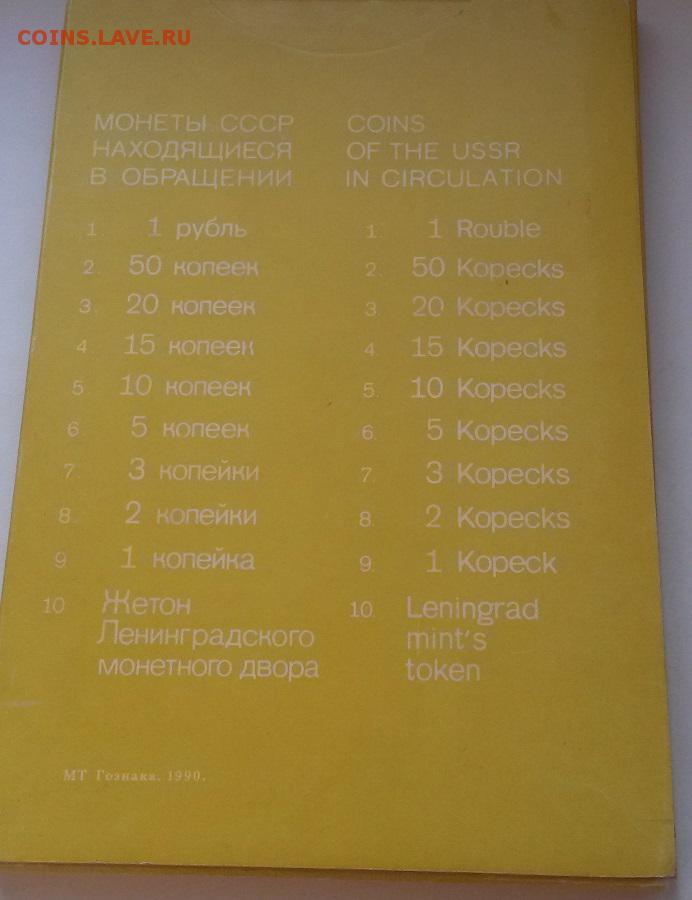 COINS.LAVE.RU
МОНЕТЫ СССР
НАХОДЯЩИЕСЯ
В ОБРАЩЕНИИ
1. 1 рубль
2. 50 копеек
3. 20 копеек
4. 15 копеек
5. 10 копеек
6. 5 копеек
7. 3 копейки
8. 2 копейки
9 1 копейка
10 Жетон
Ленинградского
монетного двора
COINS
OF THE USSR
IN CIRCULATION
1. 1 Rouble
2. 50 Kopecks
3. 20 Kopecks
4. 15 Kopecks
5. 10 Kopecks
6. 5 Kopecks
7. 3 Kopecks
8. 2 Kopecks
9. 1 Kopeck
10. Leningrad
mint's
token
МТ Гознака. 1990.